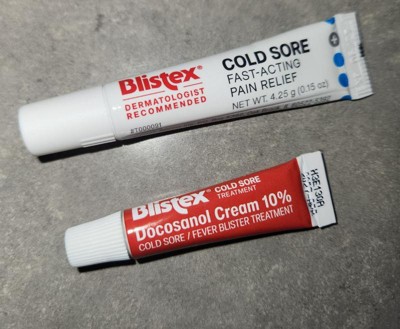 Blistex®
DERMATOLOGIST
RECOMMENDED
COLD SORE
FAST-ACTING
PAIN RELIEF
NET WT. 4.25 g (0.15 oz)
#7000091
Blistex® COLD SORE
TREATMENT
Docosanol Cream 10%
COLD SORE / FEVER BLISTER TREATMENT